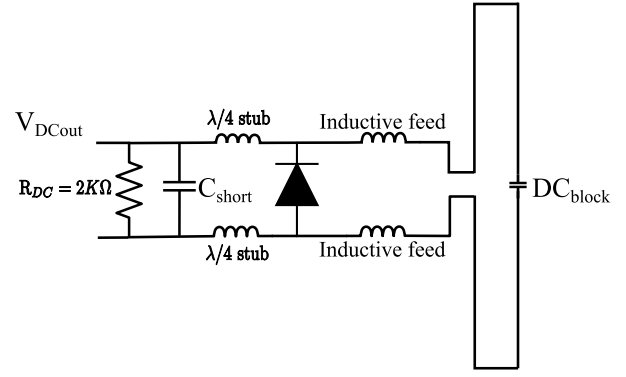 λ/4 stub
Inductive feed
V_DCout
R_DC = 2KΩ
C_short
DC_block
λ/4 stub
Inductive feed